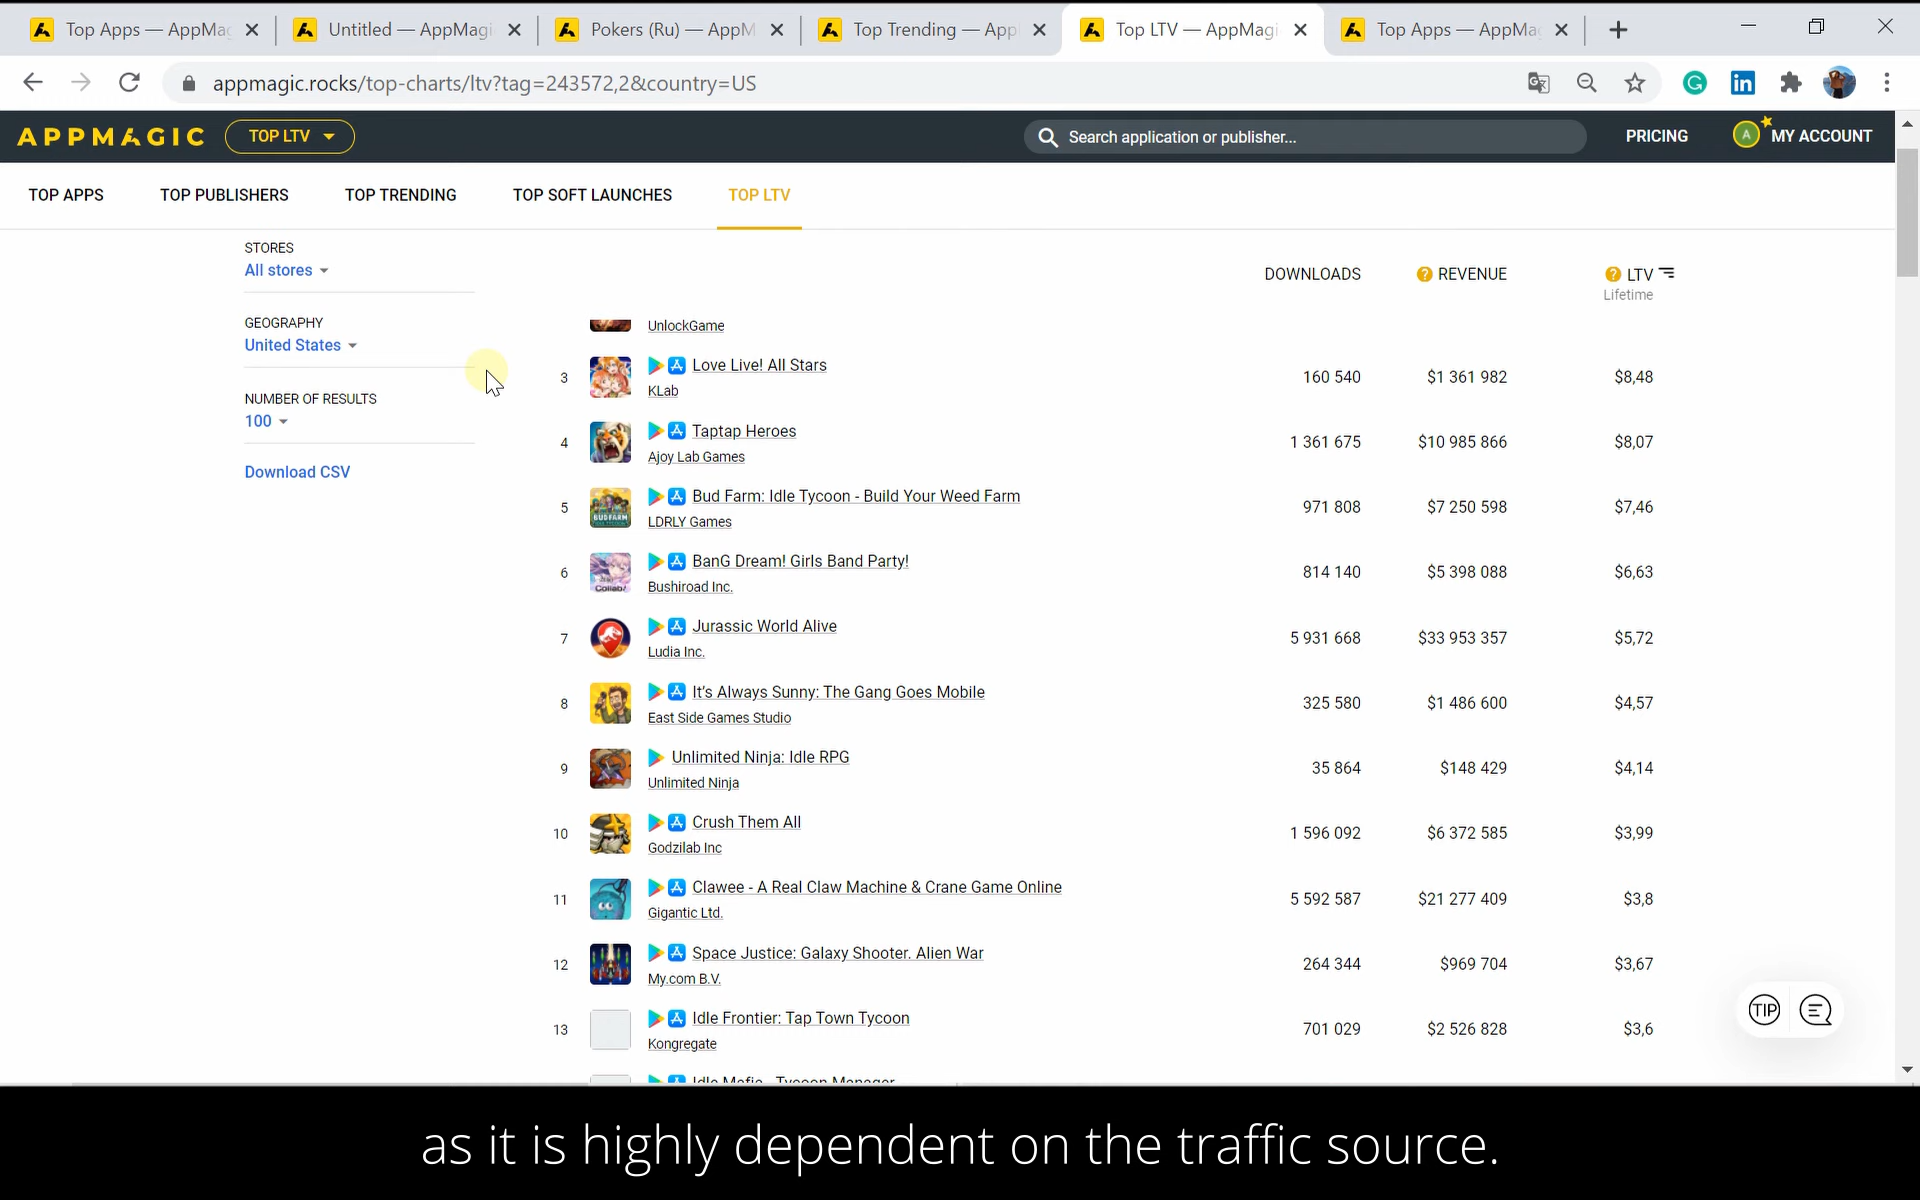 Top Apps — AppMag
Untitled — AppMagi
Pokers (Ru) — AppM
Top Trending — App
Top LTV — AppMagi
Top Apps — AppMa
appmagic.rocks/top-charts/ltv?tag=243572,2&country=US
APPMAGIC
TOP LTV
Search application or publisher...
PRICING
A
MY ACCOUNT
TOP APPS
TOP PUBLISHERS
TOP TRENDING
TOP SOFT LAUNCHES
TOP LTV
STORES
All stores
GEOGRAPHY
United States
NUMBER OF RESULTS
100
Download CSV
DOWNLOADS
? REVENUE
? LTV
Lifetime
UnlockGame
3 Love Live! All Stars 160 540 $1 361 982 $8,48
KLab
4 Taptap Heroes 1 361 675 $10 985 866 $8,07
Ajoy Lab Games
5 Bud Farm: Idle Tycoon - Build Your Weed Farm 971 808 $7 250 598 $7,46
LDRLY Games
6 BanG Dream! Girls Band Party! 814 140 $5 398 088 $6,63
Bushiroad Inc.
7 Jurassic World Alive 5 931 668 $33 953 357 $5,72
Ludia Inc.
8 It's Always Sunny: The Gang Goes Mobile 325 580 $1 486 600 $4,57
East Side Games Studio
9 Unlimited Ninja: Idle RPG 35 864 $148 429 $4,14
Unlimited Ninja
10 Crush Them All 1 596 092 $6 372 585 $3,99
Godzilab Inc
11 Clawee - A Real Claw Machine & Crane Game Online 5 592 587 $21 277 409 $3,8
Gigantic Ltd.
12 Space Justice: Galaxy Shooter. Alien War 264 344 $969 704 $3,67
My.com B.V.
13 Idle Frontier: Tap Town Tycoon 701 029 $2 526 828 $3,6
Kongregate
Idle Mafia - Tycoon Manager
TIP
as it is highly dependent on the traffic source.